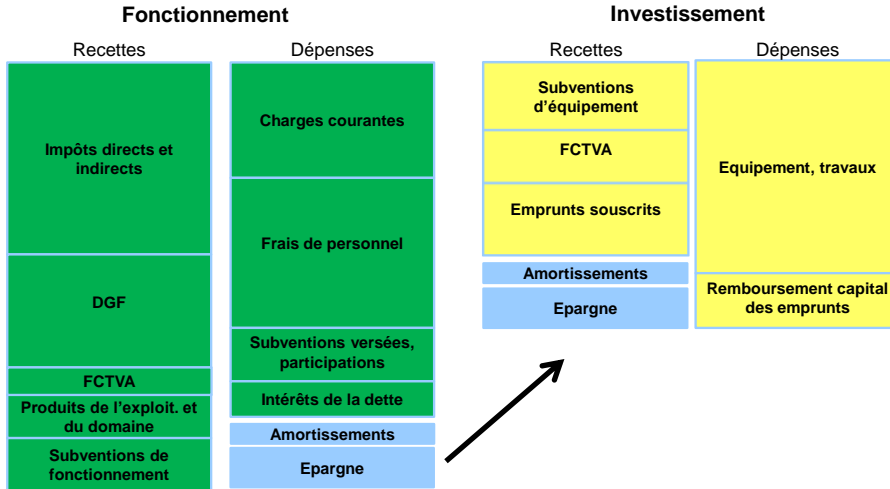 Fonctionnement
Recettes
Impôts directs et
indirects
DGF
FCTVA
Produits de l'exploit. et
du domaine
Subventions de
fonctionnement
Dépenses
Charges courantes
Frais de personnel
Subventions versées,
participations
Intérêts de la dette
Amortissements
Epargne
Investissement
Recettes
Subventions
d'équipement
FCTVA
Emprunts souscrits
Amortissements
Epargne
Dépenses
Equipement, travaux
Remboursement capital
des emprunts